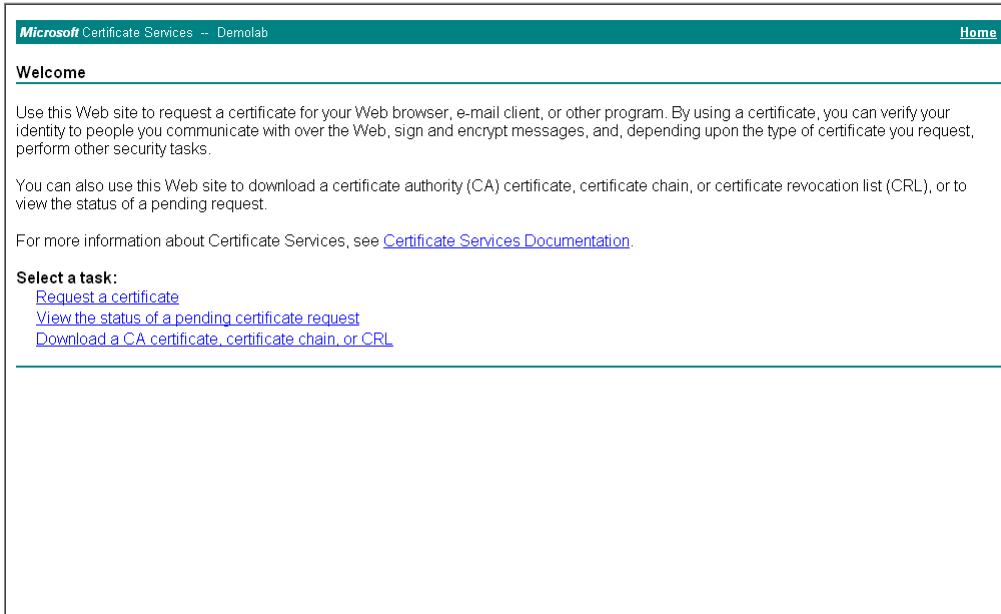 Microsoft Certificate Services -- Demolab Home
Welcome
Use this Web site to request a certificate for your Web browser, e-mail client, or other program. By using a certificate, you can verify your
identity to people you communicate with over the Web, sign and encrypt messages, and, depending upon the type of certificate you request,
perform other security tasks.
You can also use this Web site to download a certificate authority (CA) certificate, certificate chain, or certificate revocation list (CRL), or to
view the status of a pending request.
For more information about Certificate Services, see Certificate Services Documentation.
Select a task:
Request a certificate
View the status of a pending certificate request
Download a CA certificate, certificate chain, or CRL